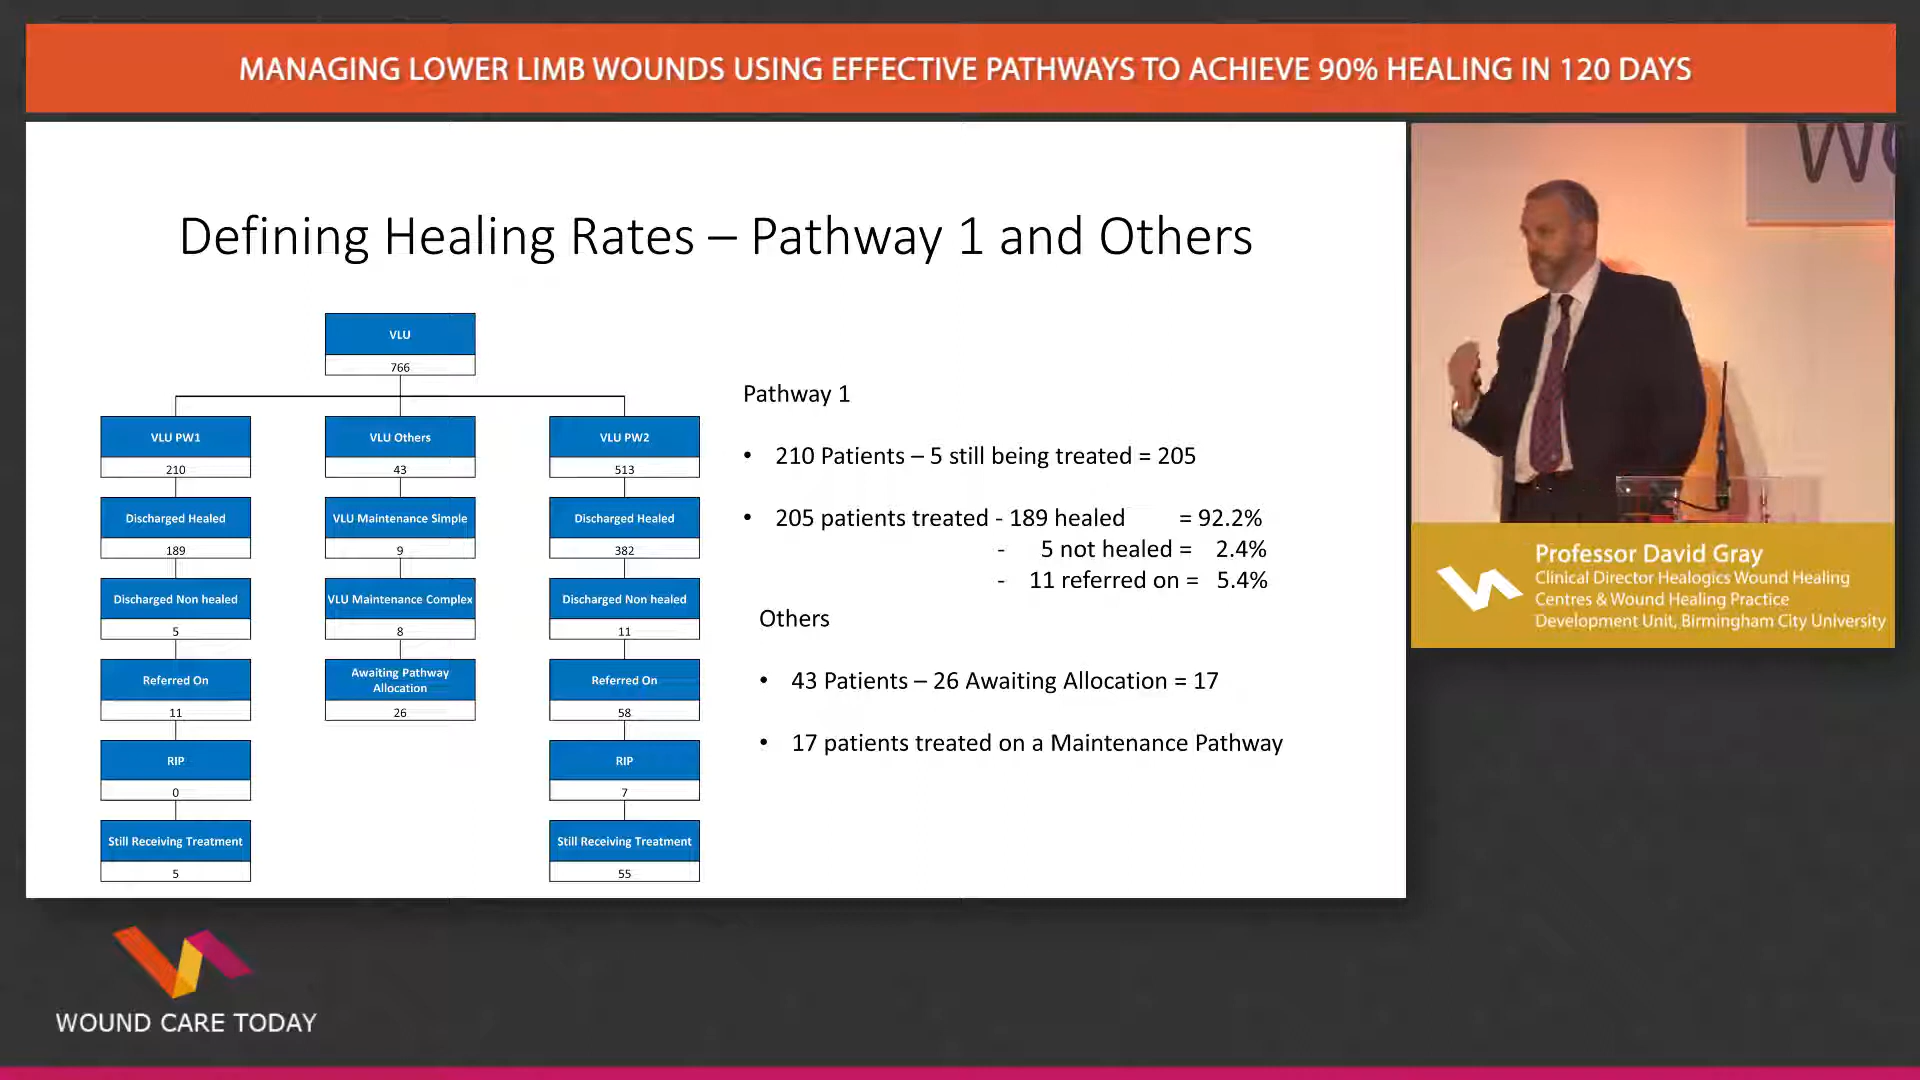 MANAGING LOWER LIMB WOUNDS USING EFFECTIVE PATHWAYS TO ACHIEVE 90% HEALING IN 120 DAYS
Defining Healing Rates – Pathway 1 and Others
VLU
766
VLU PW1
210
Discharged Healed
189
Discharged Non healed
5
Referred On
11
RIP
0
Still Receiving Treatment
5
VLU Others
43
VLU Maintenance Simple
9
VLU Maintenance Complex
8
Awaiting Pathway
Allocation
26
VLU PW2
513
Discharged Healed
382
Discharged Non healed
11
Referred On
58
RIP
7
Still Receiving Treatment
55
Pathway 1
• 210 Patients – 5 still being treated = 205
• 205 patients treated - 189 healed = 92.2%
- 5 not healed = 2.4%
- 11 referred on = 5.4%
Others
• 43 Patients – 26 Awaiting Allocation = 17
• 17 patients treated on a Maintenance Pathway
Professor David Gray
Clinical Director Healogics Wound Healing
Centres & Wound Healing Practice
Development Unit, Birmingham City University
WOUND CARE TODAY